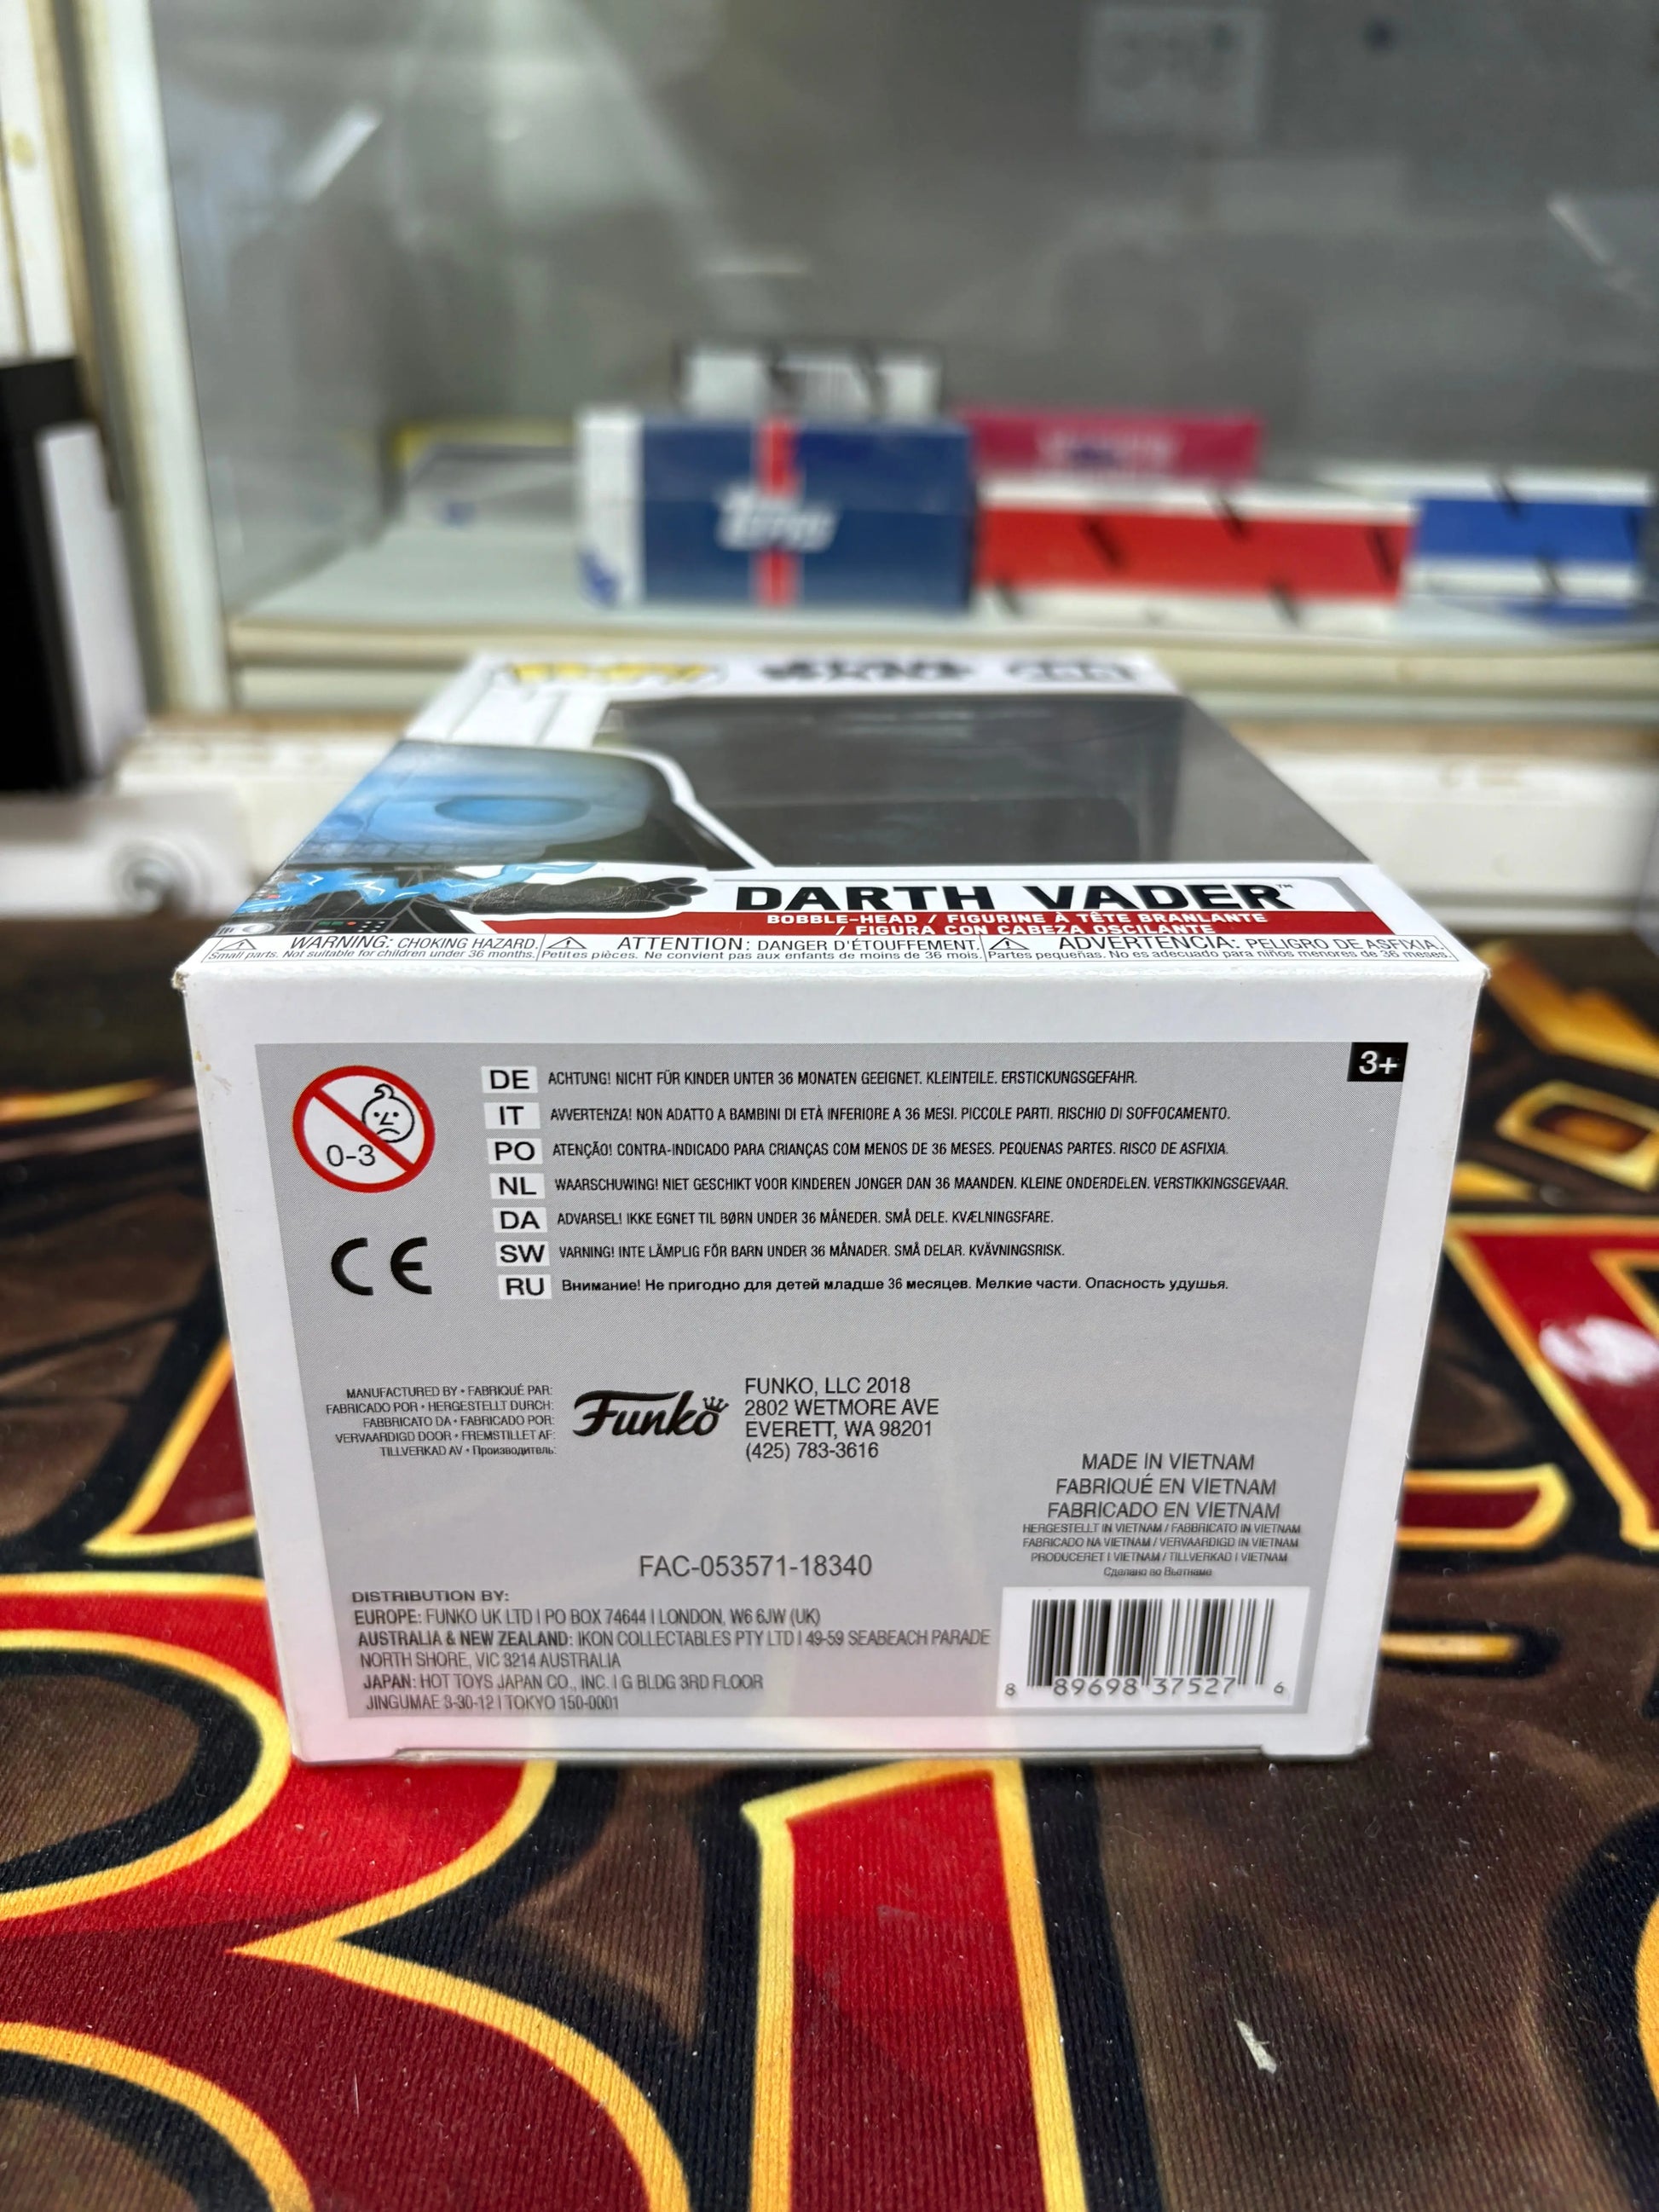 Topps
DARTH VADER™
BOBBLE-HEAD / FIGURINE À TÊTE BRANLANTE
/ FIGURA CON CABEZA OSCILANTE
WARNING: CHOKING HAZARD.
Small parts. Not suitable for children under 36 months.
ATTENTION: DANGER D'ÉTOUFFEMENT.
Petites pièces. Ne convient pas aux enfants de moins de 36 mois.
ADVERTENCIA: PELIGRO DE ASFIXIA.
Partes pequeñas. No es adecuado para niños menores de 36 meses.
3+
0-3
CE
DE ACHTUNG! NICHT FÜR KINDER UNTER 36 MONATEN GEEIGNET. KLEINTEILE. ERSTICKUNGSGEFAHR.
IT AVVERTENZA! NON ADATTO A BAMBINI DI ETÀ INFERIORE A 36 MESI. PICCOLE PARTI. RISCHIO DI SOFFOCAMENTO.
PO ATENÇÃO! CONTRA-INDICADO PARA CRIANÇAS COM MENOS DE 36 MESES. PEQUENAS PARTES. RISCO DE ASFIXIA.
NL WAARSCHUWING! NIET GESCHIKT VOOR KINDEREN JONGER DAN 36 MAANDEN. KLEINE ONDERDELEN. VERSTIKKINGSGEVAAR.
DA ADVARSEL! IKKE EGNET TIL BØRN UNDER 36 MÅNEDER. SMÅ DELE. KVÆLNINGSFARE.
SW VARNING! INTE LÄMPLIG FÖR BARN UNDER 36 MÅNADER. SMÅ DELAR. KVÄVNINGSRISK.
RU Внимание! Не пригодно для детей младше 36 месяцев. Мелкие части. Опасность удушья.
MANUFACTURED BY • FABRIQUÉ PAR:
FABRICADO POR • HERGESTELLT DURCH:
FABBRICATO DA • FABRICADO POR:
VERVAARDIGD DOOR • FREMSTILLET AF:
TILLVERKAD AV • Производитель:
Funko
FUNKO, LLC 2018
2802 WETMORE AVE
EVERETT, WA 98201
(425) 783-3616
MADE IN VIETNAM
FABRIQUÉ EN VIETNAM
FABRICADO EN VIETNAM
HERGESTELLT IN VIETNAM / FABBRICATO IN VIETNAM
FABRICADO NA VIETNAM / VERVAARDIGD IN VIETNAM
PRODUCERET I VIETNAM / TILLVERKAD I VIETNAM
Сделано во Вьетнаме
FAC-053571-18340
DISTRIBUTION BY:
EUROPE: FUNKO UK LTD | PO BOX 74644 | LONDON, W6 6JW (UK)
AUSTRALIA & NEW ZEALAND: IKON COLLECTABLES PTY LTD | 49-59 SEABEACH PARADE
NORTH SHORE, VIC 3214 AUSTRALIA
JAPAN: HOT TOYS JAPAN CO., INC. | G BLDG 3RD FLOOR
JINGUMAE 3-30-12 | TOKYO 150-0001
8 89698 37527 6